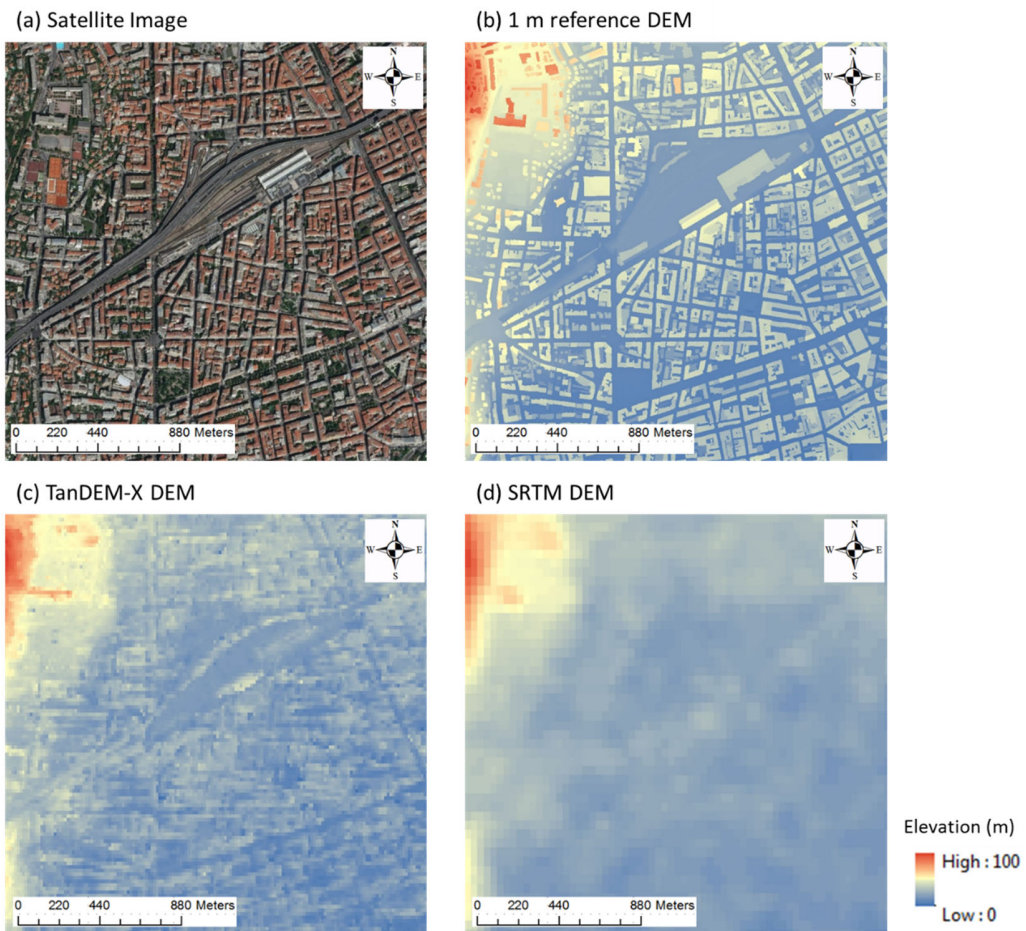 (a) Satellite Image
(b) 1 m reference DEM
N
W E
S
N
W E
S
0 220 440 880 Meters
0 220 440 880 Meters
(c) TanDEM-X DEM
(d) SRTM DEM
N
W E
S
N
W E
S
0 220 440 880 Meters
0 220 440 880 Meters
Elevation (m)
High : 100
Low : 0